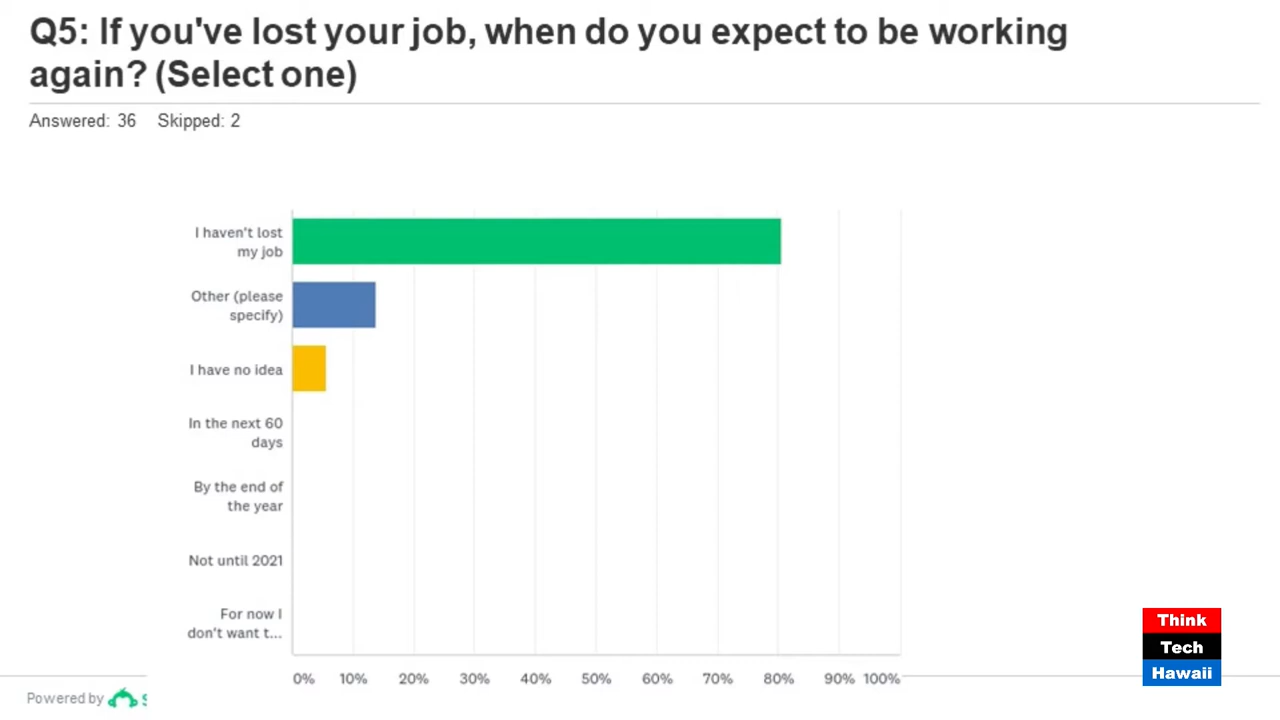 Q5: If you've lost your job, when do you expect to be working
again? (Select one)
Answered: 36 Skipped: 2
I haven't lost
my job
Other (please
specify)
I have no idea
In the next 60
days
By the end of
the year
Not until 2021
For now I
don't want t...
0% 10% 20% 30% 40% 50% 60% 70% 80% 90% 100%
Powered by
Think
Tech
Hawaii